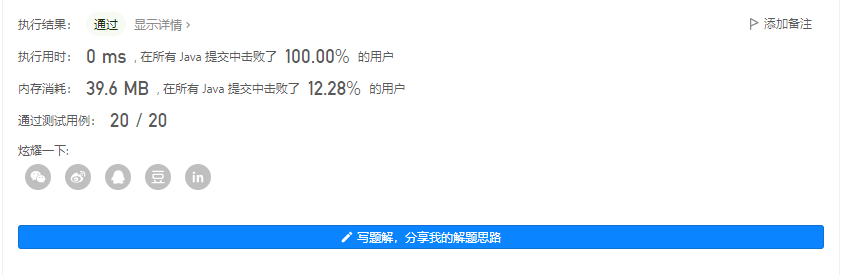 执行结果： 通过 显示详情 › 添加备注
执行用时： 0 ms , 在所有 Java 提交中击败了 100.00% 的用户
内存消耗： 39.6 MB , 在所有 Java 提交中击败了 12.28% 的用户
通过测试用例： 20 / 20
炫耀一下:
豆 in
写题解，分享我的解题思路